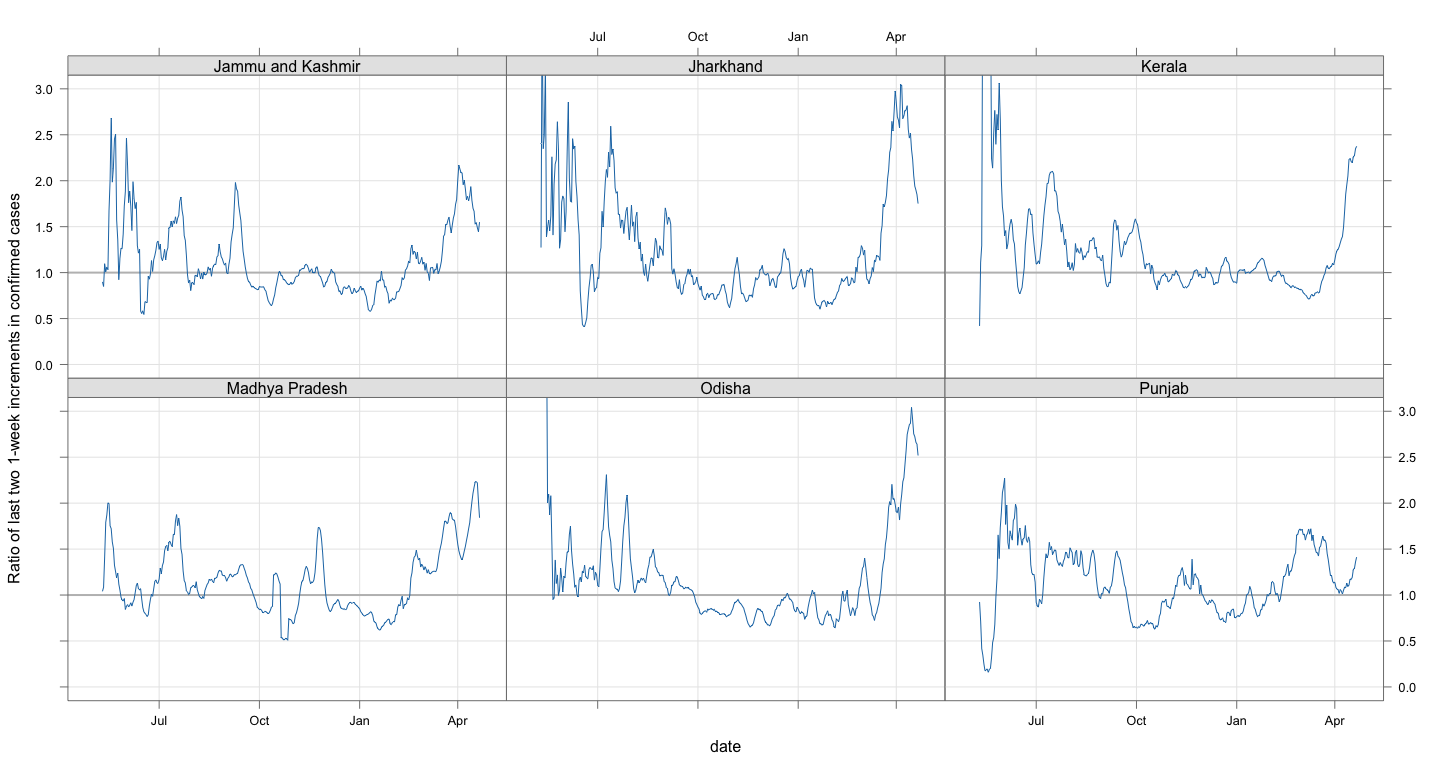 Jul Oct Jan Apr
Jammu and Kashmir Jharkhand Kerala
3.0
2.5
2.0
1.5
1.0
0.5
0.0
Madhya Pradesh Odisha Punjab
3.0
2.5
2.0
1.5
1.0
0.5
0.0
Jul Oct Jan Apr Jul Oct Jan Apr
date
Ratio of last two 1-week increments in confirmed cases